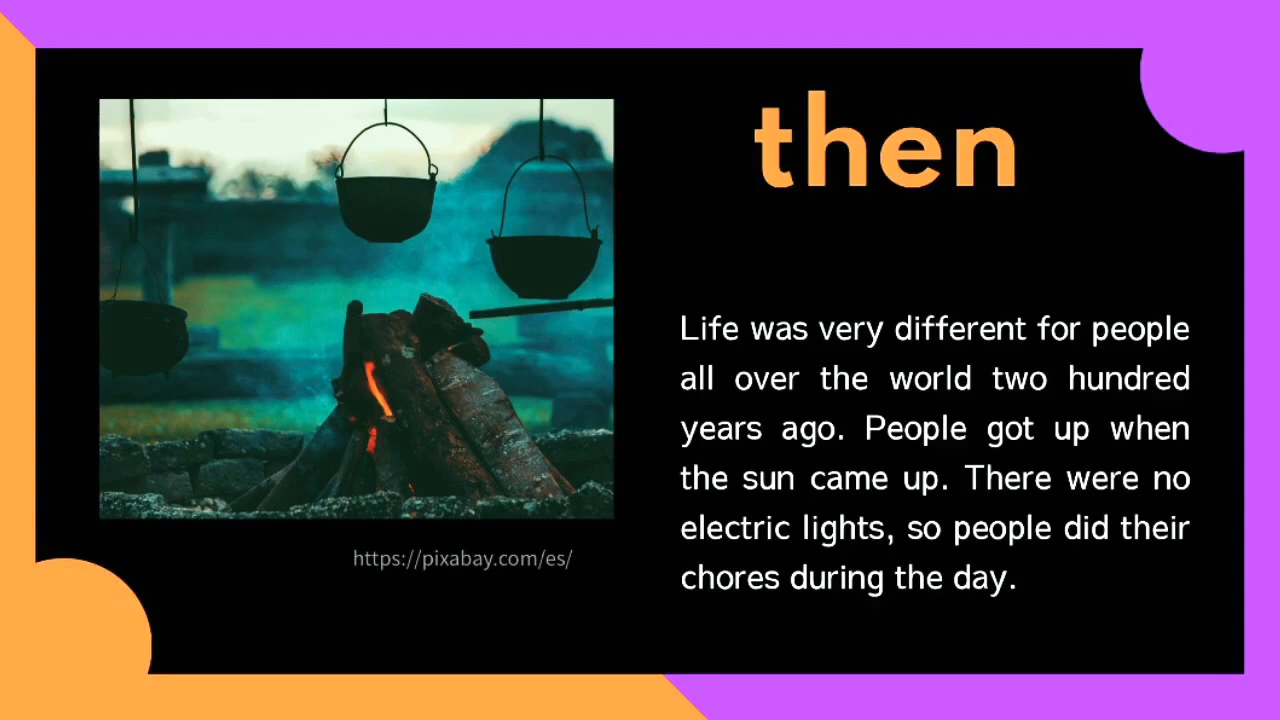 then
Life was very different for people
all over the world two hundred
years ago. People got up when
the sun came up. There were no
electric lights, so people did their
chores during the day.
https://pixabay.com/es/